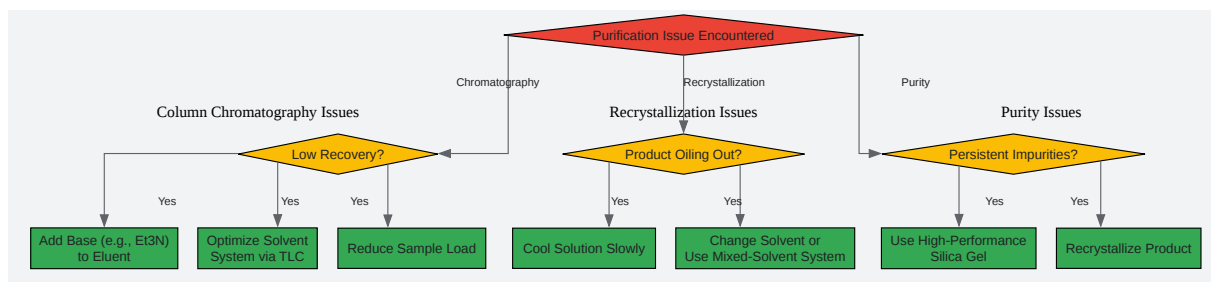 Purification Issue Encountered
Chromatography
Recrystallization
Purity
Column Chromatography Issues
Recrystallization Issues
Purity Issues
Low Recovery?
Product Oiling Out?
Persistent Impurities?
Yes
Yes
Yes
Yes
Yes
Yes
Yes
Add Base (e.g., Et3N)
to Eluent
Optimize Solvent
System via TLC
Reduce Sample Load
Cool Solution Slowly
Change Solvent or
Use Mixed-Solvent System
Use High-Performance
Silica Gel
Recrystallize Product